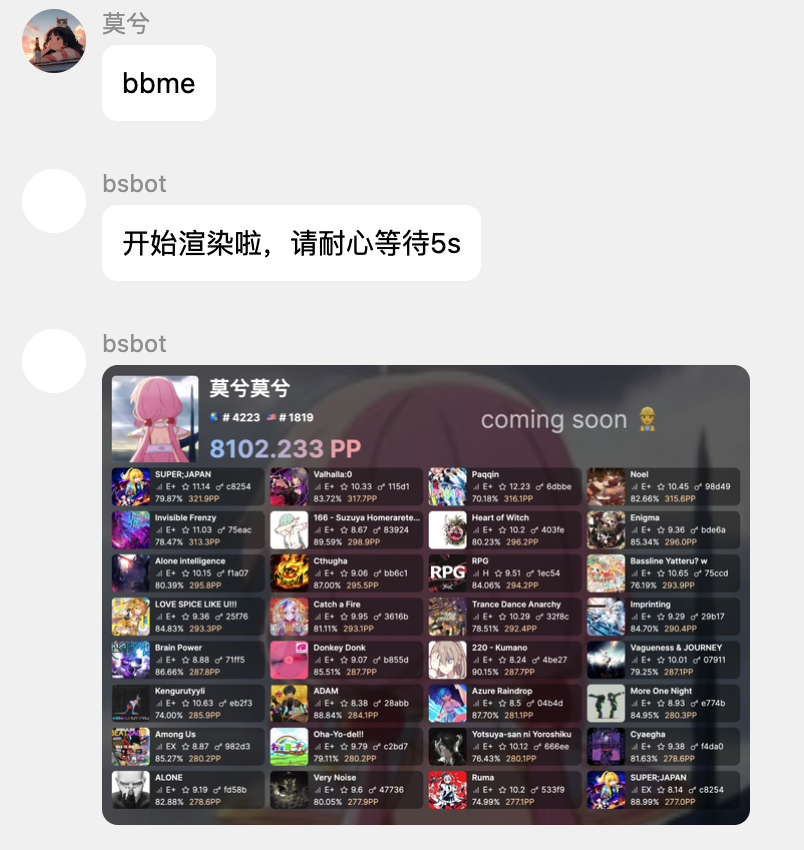 莫兮
bbme
bsbot
开始渲染啦，请耐心等待5s
bsbot
莫兮莫兮
# 4223 # 1819
8102.233 PP
coming soon
SUPER;JAPAN
E+ 11.14 c8254
79.87% 321.9PP
Valhalla:0
E+ 10.33 115d1
83.72% 317.7PP
Paqqin
E+ 12.23 6dbbe
70.18% 316.1PP
Noel
E+ 10.45 98d49
82.66% 315.6PP
Invisible Frenzy
E+ 11.03 75eac
78.47% 313.3PP
166 - Suzuya Homerarete...
E+ 8.67 83924
89.59% 298.9PP
Heart of Witch
E+ 10.2 403fe
80.23% 296.2PP
Enigma
E+ 9.36 bde6a
85.34% 296.0PP
Alone intelligence
E+ 10.15 f1a07
80.39% 295.8PP
Cthugha
E+ 9.06 bb6c1
87.00% 295.5PP
RPG
RPG
H 9.51 1ec54
84.06% 294.2PP
Bassline Yatteru? w
E+ 10.65 75ccd
76.19% 293.9PP
LOVE SPICE LIKE U!!!
E+ 9.36 25f76
84.83% 293.3PP
Catch a Fire
E+ 9.95 3616b
81.11% 293.1PP
Trance Dance Anarchy
E+ 10.29 32f8c
78.51% 292.4PP
Imprinting
E+ 9.29 29b17
84.70% 290.4PP
Brain Power
E+ 8.88 71ff5
86.66% 287.8PP
Donkey Donk
E+ 9.07 b855d
85.51% 287.7PP
220 - Kumano
E+ 8.24 4be27
90.15% 287.7PP
Vagueness & JOURNEY
E+ 10.01 07911
79.25% 287.1PP
Kengurutyyli
E+ 10.63 eb2f3
74.00% 285.9PP
ADAM
E+ 8.38 28abb
88.84% 284.1PP
Azure Raindrop
E+ 8.5 04b4d
87.70% 281.1PP
More One Night
E+ 8.93 e774b
84.95% 280.3PP
Among Us
EX 8.87 982d3
85.27% 280.2PP
Oha-Yo-del!!
E+ 9.79 c2bd7
79.11% 280.2PP
Yotsuya-san ni Yoroshiku
E+ 10.12 666ee
76.43% 280.1PP
Cyaegha
E+ 9.38 f4da0
81.63% 278.6PP
ALONE
E+ 9.19 fd58b
82.88% 278.6PP
Very Noise
E+ 9.6 47736
80.05% 277.9PP
Ruma
E+ 10.2 533f9
74.99% 277.1PP
SUPER;JAPAN
EX 8.14 c8254
88.99% 277.0PP